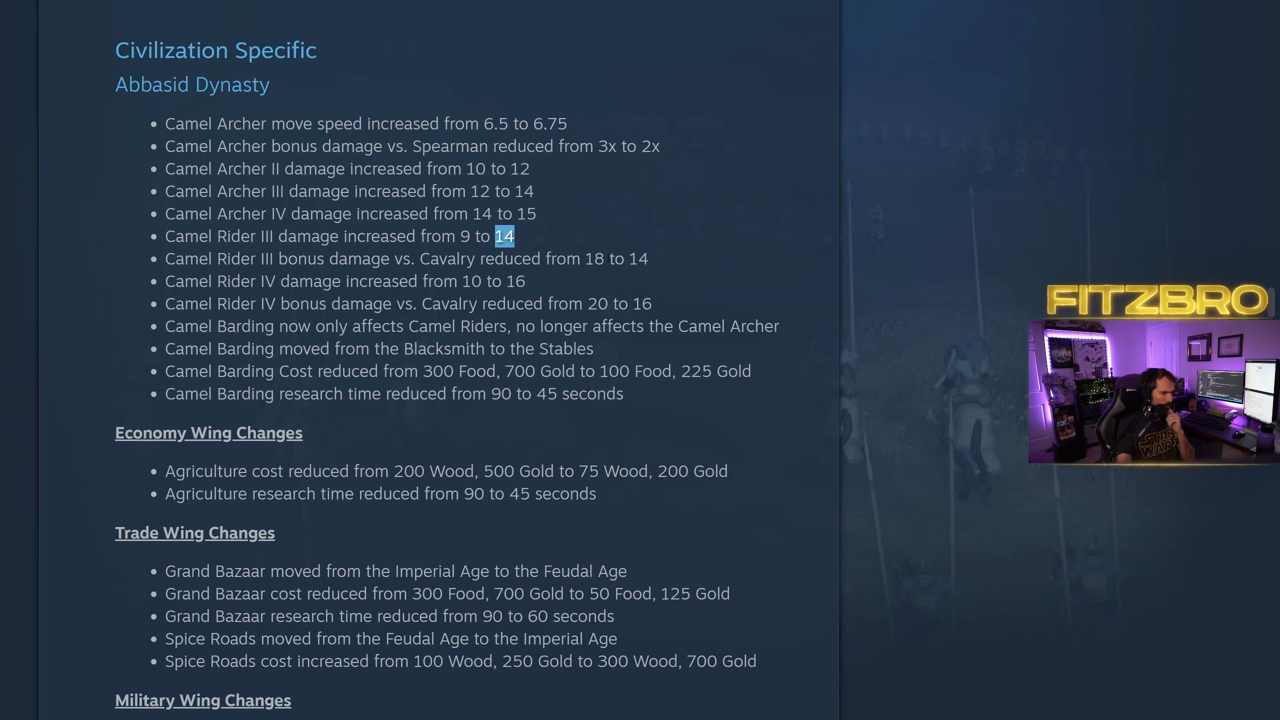 Civilization Specific
Abbasid Dynasty
• Camel Archer move speed increased from 6.5 to 6.75
• Camel Archer bonus damage vs. Spearman reduced from 3x to 2x
• Camel Archer II damage increased from 10 to 12
• Camel Archer III damage increased from 12 to 14
• Camel Archer IV damage increased from 14 to 15
• Camel Rider III damage increased from 9 to 14
• Camel Rider III bonus damage vs. Cavalry reduced from 18 to 14
• Camel Rider IV damage increased from 10 to 16
• Camel Rider IV bonus damage vs. Cavalry reduced from 20 to 16
• Camel Barding now only affects Camel Riders, no longer affects the Camel Archer
• Camel Barding moved from the Blacksmith to the Stables
• Camel Barding Cost reduced from 300 Food, 700 Gold to 100 Food, 225 Gold
• Camel Barding research time reduced from 90 to 45 seconds
Economy Wing Changes
• Agriculture cost reduced from 200 Wood, 500 Gold to 75 Wood, 200 Gold
• Agriculture research time reduced from 90 to 45 seconds
Trade Wing Changes
• Grand Bazaar moved from the Imperial Age to the Feudal Age
• Grand Bazaar cost reduced from 300 Food, 700 Gold to 50 Food, 125 Gold
• Grand Bazaar research time reduced from 90 to 60 seconds
• Spice Roads moved from the Feudal Age to the Imperial Age
• Spice Roads cost increased from 100 Wood, 250 Gold to 300 Wood, 700 Gold
Military Wing Changes
FITZBRO
STAR WARS